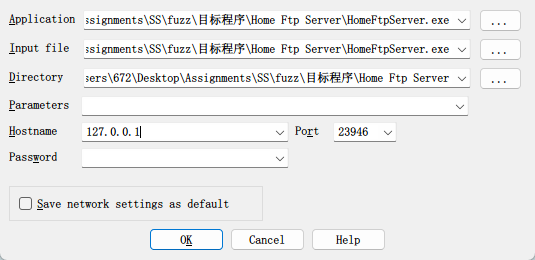 Application ssignments\SS\fuzz\目标程序\Home Ftp Server\HomeFtpServer.exe ...
Input file ssignments\SS\fuzz\目标程序\Home Ftp Server\HomeFtpServer.exe ...
Directory sers\672\Desktop\Assignments\SS\fuzz\目标程序\Home Ftp Server ...
Parameters
Hostname 127.0.0.1 Port 23946
Password
Save network settings as default
OK Cancel Help